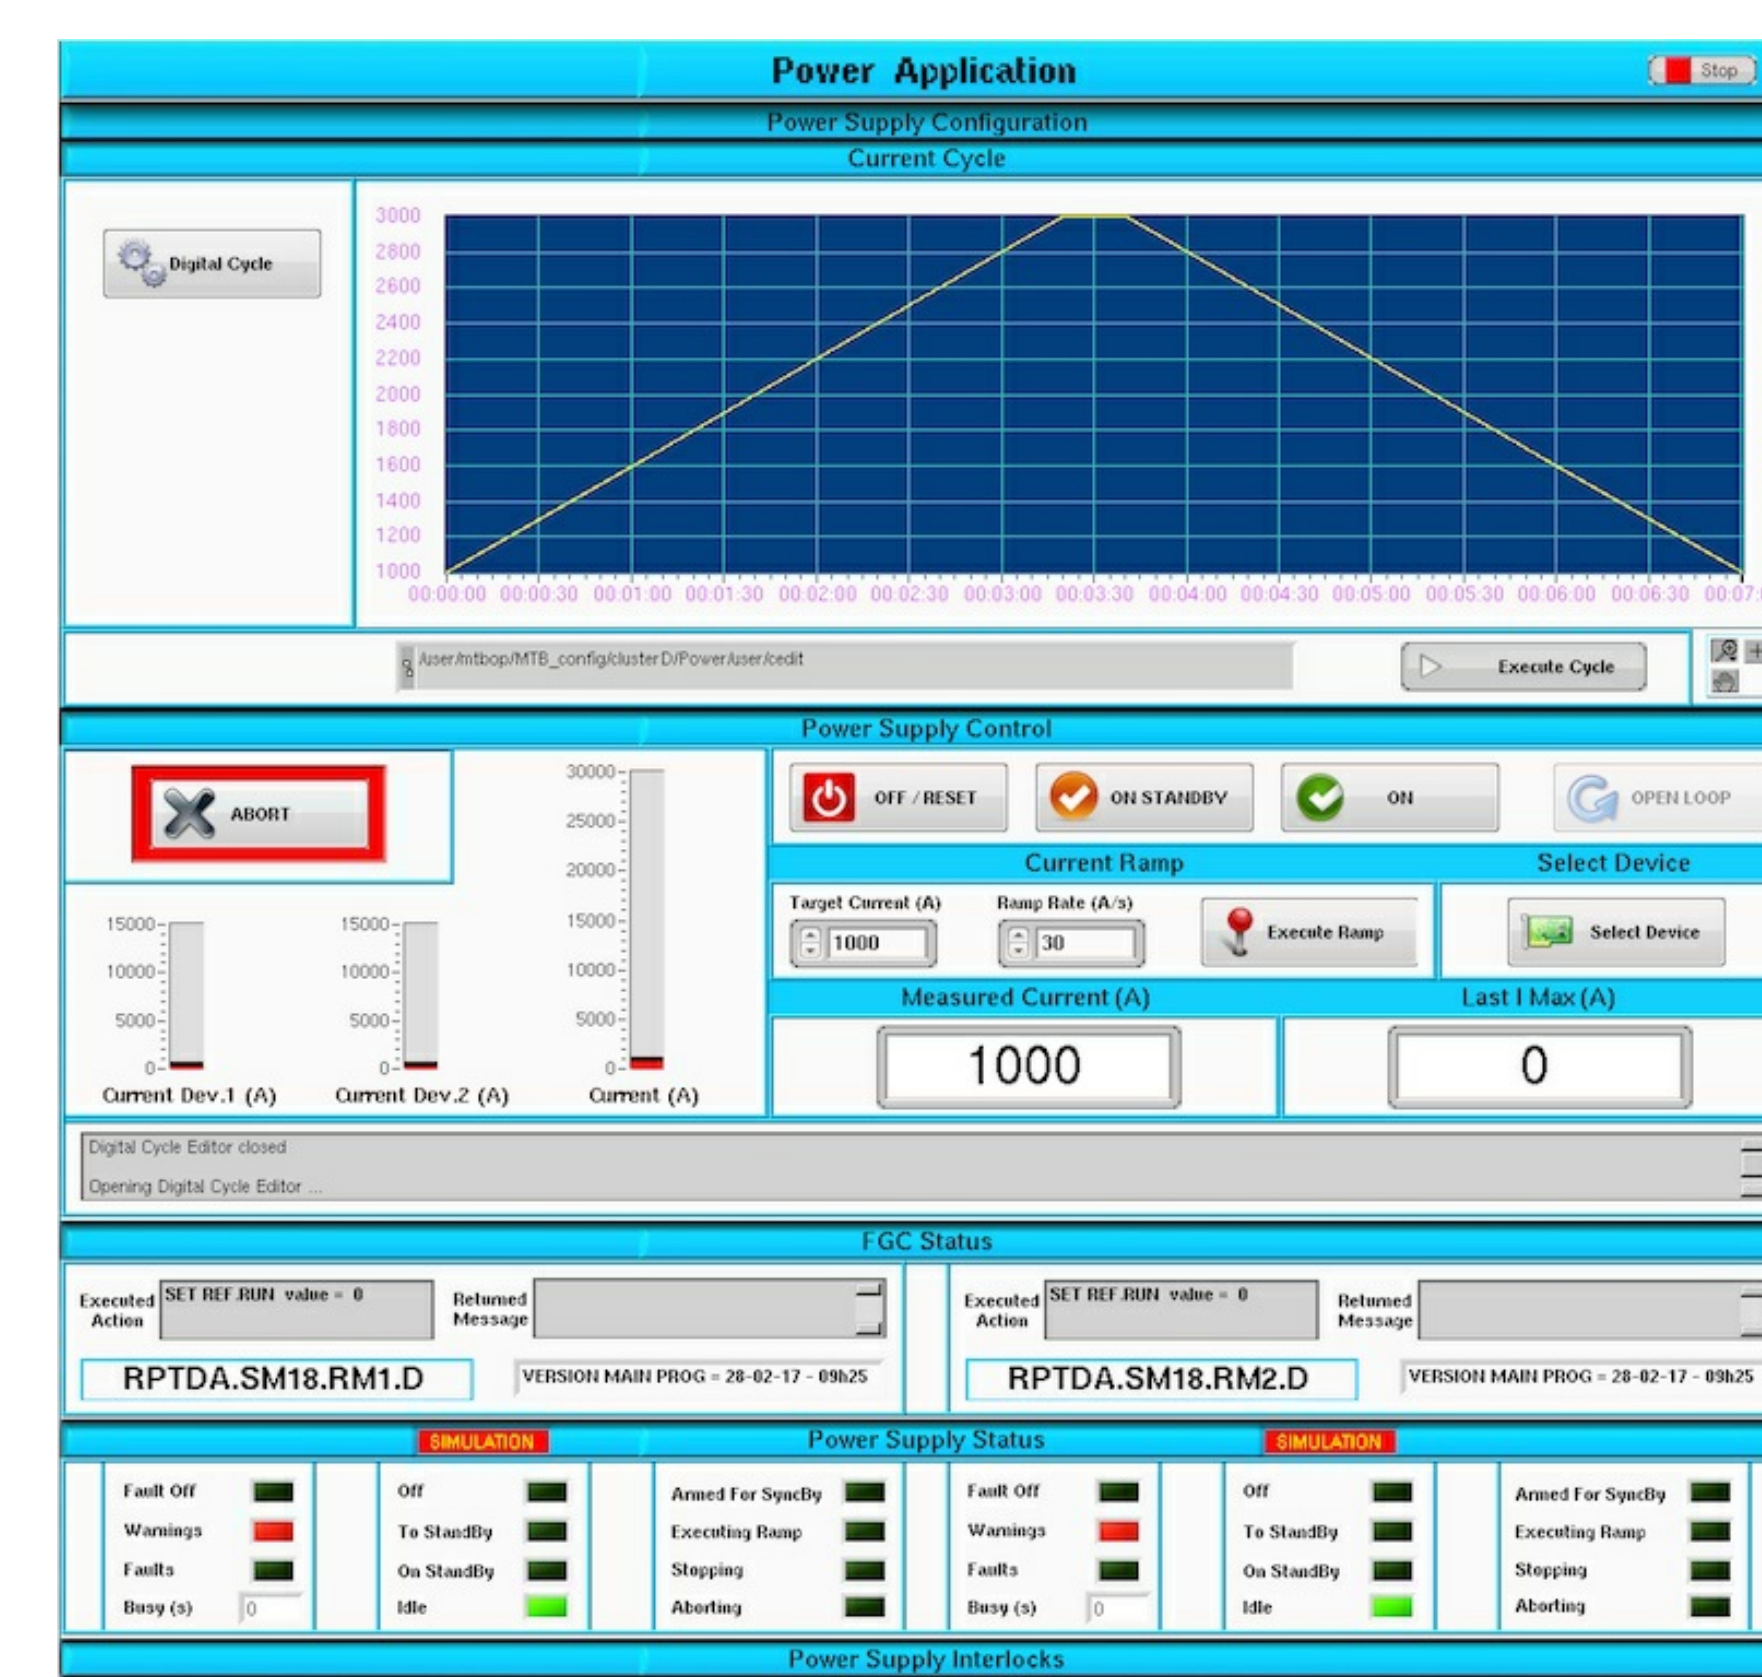 Power Application
Stop
Power Supply Configuration
Current Cycle
Digital Cycle
3000
2800
2600
2400
2200
2000
1800
1600
1400
1200
1000
00:00:00 00:00:30 00:01:00 00:01:30 00:02:00 00:02:30 00:03:00 00:03:30 00:04:00 00:04:30 00:05:00 00:05:30 00:06:00 00:06:30 00:07:
/user/mtbop/MTB_config/clusterD/Power/user/cedit
Execute Cycle
Power Supply Control
ABORT
30000
25000
20000
15000
10000
5000
0
Current (A)
15000
10000
5000
0
Current Dev.1 (A)
15000
10000
5000
0
Current Dev.2 (A)
OFF / RESET
ON STANDBY
ON
OPEN LOOP
Current Ramp
Select Device
Target Current (A)
1000
Ramp Rate (A/s)
30
Execute Ramp
Select Device
Measured Current (A)
Last I Max (A)
1000
0
Digital Cycle Editor closed
Opening Digital Cycle Editor ...
FGC Status
Executed
Action
SET REF.RUN value = 0
Returned
Message
Executed
Action
SET REF.RUN value = 0
Returned
Message
RPTDA.SM18.RM1.D
VERSION MAIN PROG = 28-02-17 - 09h25
RPTDA.SM18.RM2.D
VERSION MAIN PROG = 28-02-17 - 09h25
SIMULATION
Power Supply Status
SIMULATION
Fault Off
Warnings
Faults
Busy (s) 0
Off
To StandBy
On StandBy
Idle
Armed For SyncBy
Executing Ramp
Stopping
Aborting
Fault Off
Warnings
Faults
Busy (s) 0
Off
To StandBy
On StandBy
Idle
Armed For SyncBy
Executing Ramp
Stopping
Aborting
Power Supply Interlocks